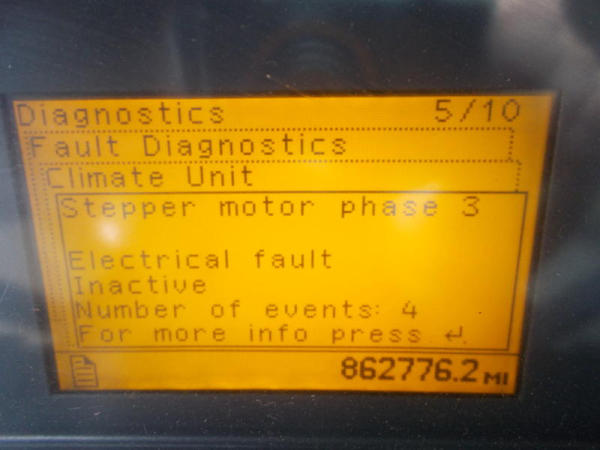 Diagnostics 5/10
Fault Diagnostics
Climate Unit
Stepper motor phase 3
Electrical fault
Inactive
Number of events: 4
For more info press ↵.
862776.2 MI